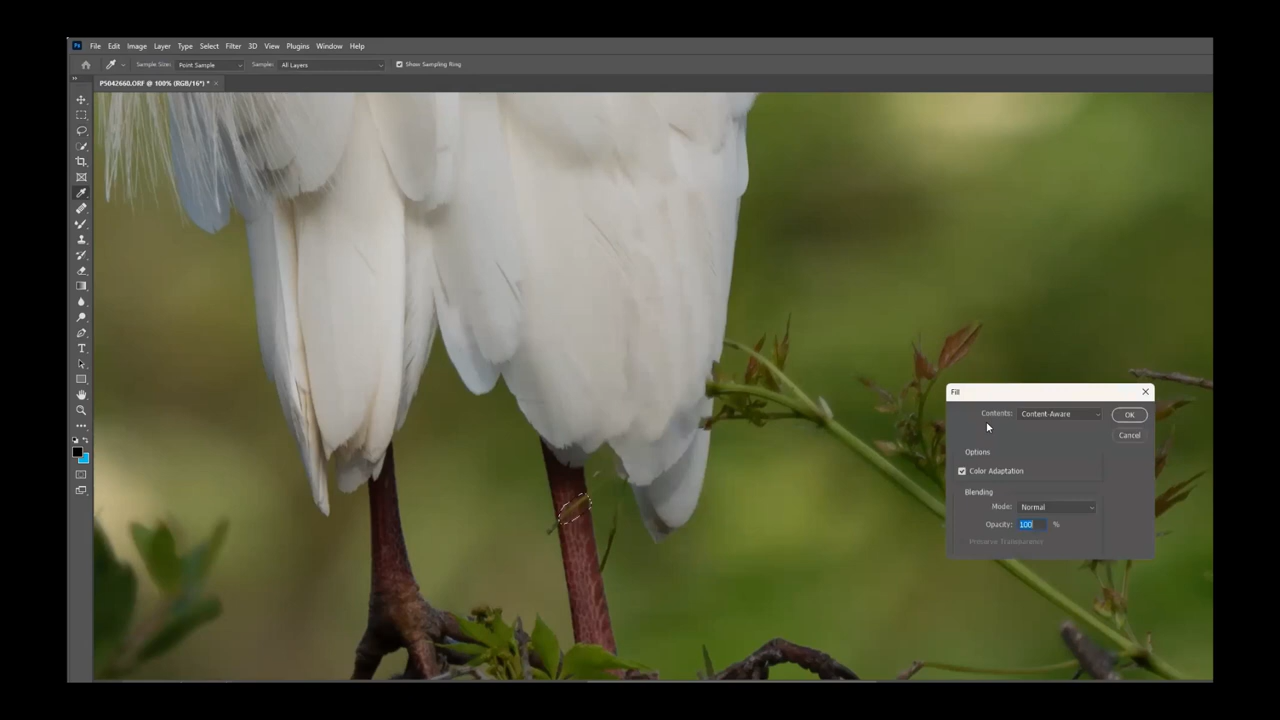 Ps File Edit Image Layer Type Select Filter 3D View Plugins Window Help
Sample Size: Point Sample Sample: All Layers Show Sampling Ring
P5042660.ORF @ 100% (RGB/16*) * ×
Fill
Contents: Content-Aware OK
Cancel
Options
Color Adaptation
Blending
Mode: Normal
Opacity: 100 %
Preserve Transparency